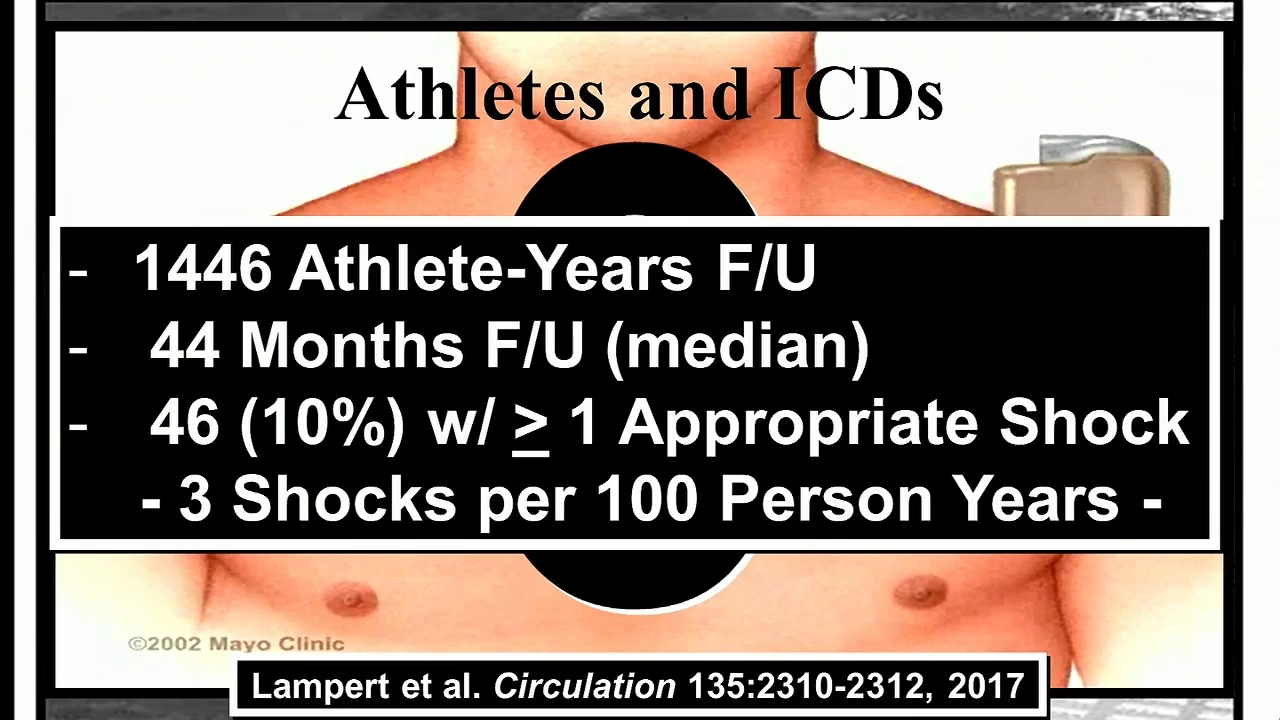 Athletes and ICDs
- 1446 Athlete-Years F/U
- 44 Months F/U (median)
- 46 (10%) w/ ≥ 1 Appropriate Shock
- 3 Shocks per 100 Person Years -
©2002 Mayo Clinic
Lampert et al. Circulation 135:2310-2312, 2017